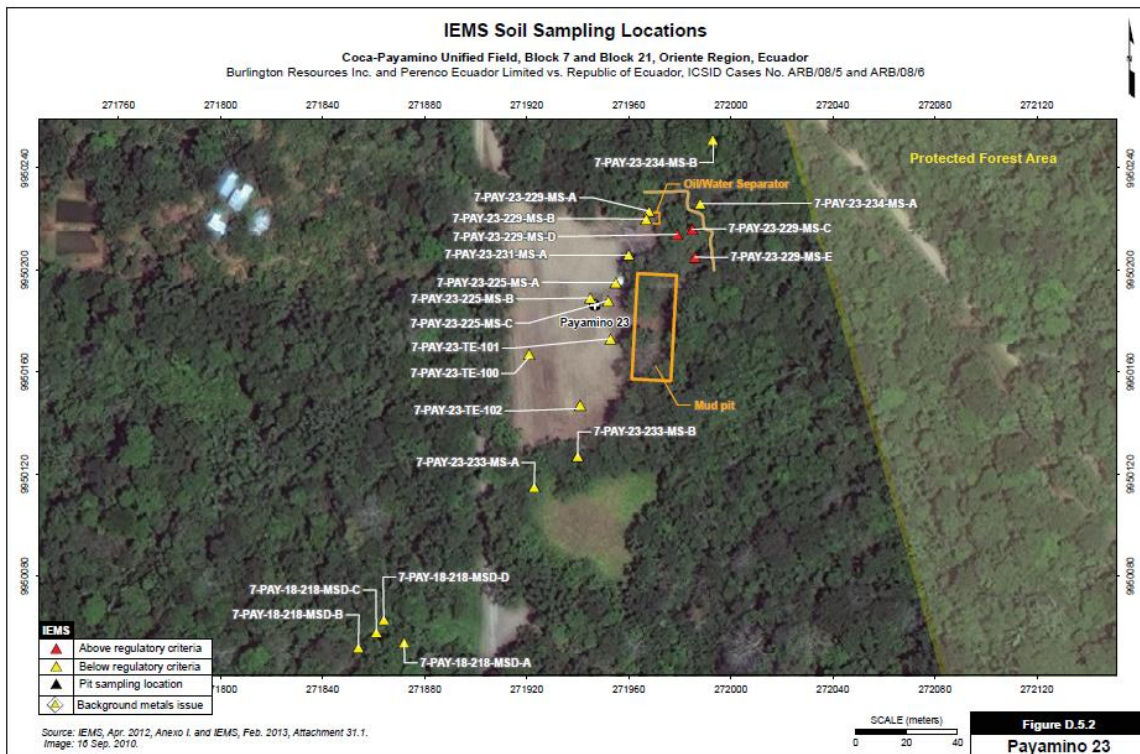 IEMS Soil Sampling Locations
Coca-Payamino Unified Field, Block 7 and Block 21, Oriente Region, Ecuador
Burlington Resources Inc. and Perenco Ecuador Limited vs. Republic of Ecuador, ICSID Cases No. ARB/08/5 and ARB/08/6
271760 271800 271840 271880 271920 271960 272000 272040 272080 272120
9950240 9950240
7-PAY-23-234-MS-B
Protected Forest Area
Oil/Water Separator
7-PAY-23-229-MS-A
7-PAY-23-234-MS-A
7-PAY-23-229-MS-B
7-PAY-23-229-MS-C
7-PAY-23-229-MS-D
7-PAY-23-231-MS-A
7-PAY-23-229-MS-E
9950200 9950200
7-PAY-23-225-MS-A
7-PAY-23-225-MS-B
7-PAY-23-225-MS-C
Payamino 23
7-PAY-23-TE-101
7-PAY-23-TE-100
9950160 9950160
7-PAY-23-TE-102
Mud pit
7-PAY-23-233-MS-B
7-PAY-23-233-MS-A
9950120 9950120
7-PAY-18-218-MSD-D
9950080 9950080
7-PAY-18-218-MSD-C
7-PAY-18-218-MSD-B
7-PAY-18-218-MSD-A
IEMS
Above regulatory criteria
Below regulatory criteria
Pit sampling location
Background metals issue
271800 271840 271880 271920 271960 272000 272040 272080 272120
Source: IEMS, Apr. 2012, Anexo I. and IEMS, Feb. 2013, Attachment 31.1.
Image: 16 Sep. 2010.
SCALE (meters)
0 20 40
Figure D.5.2
Payamino 23